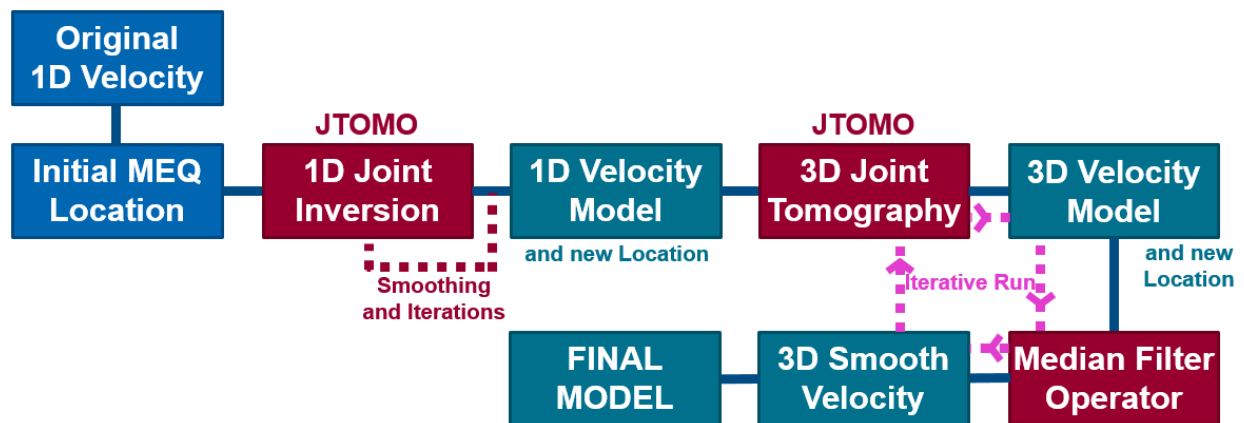 Original
1D Velocity
JTOMO
JTOMO
Initial MEQ
Location
1D Joint
Inversion
1D Velocity
Model
3D Joint
Tomography
3D Velocity
Model
and new Location
and new
Location
Smoothing
and Iterations
Iterative Run
FINAL
MODEL
3D Smooth
Velocity
Median Filter
Operator